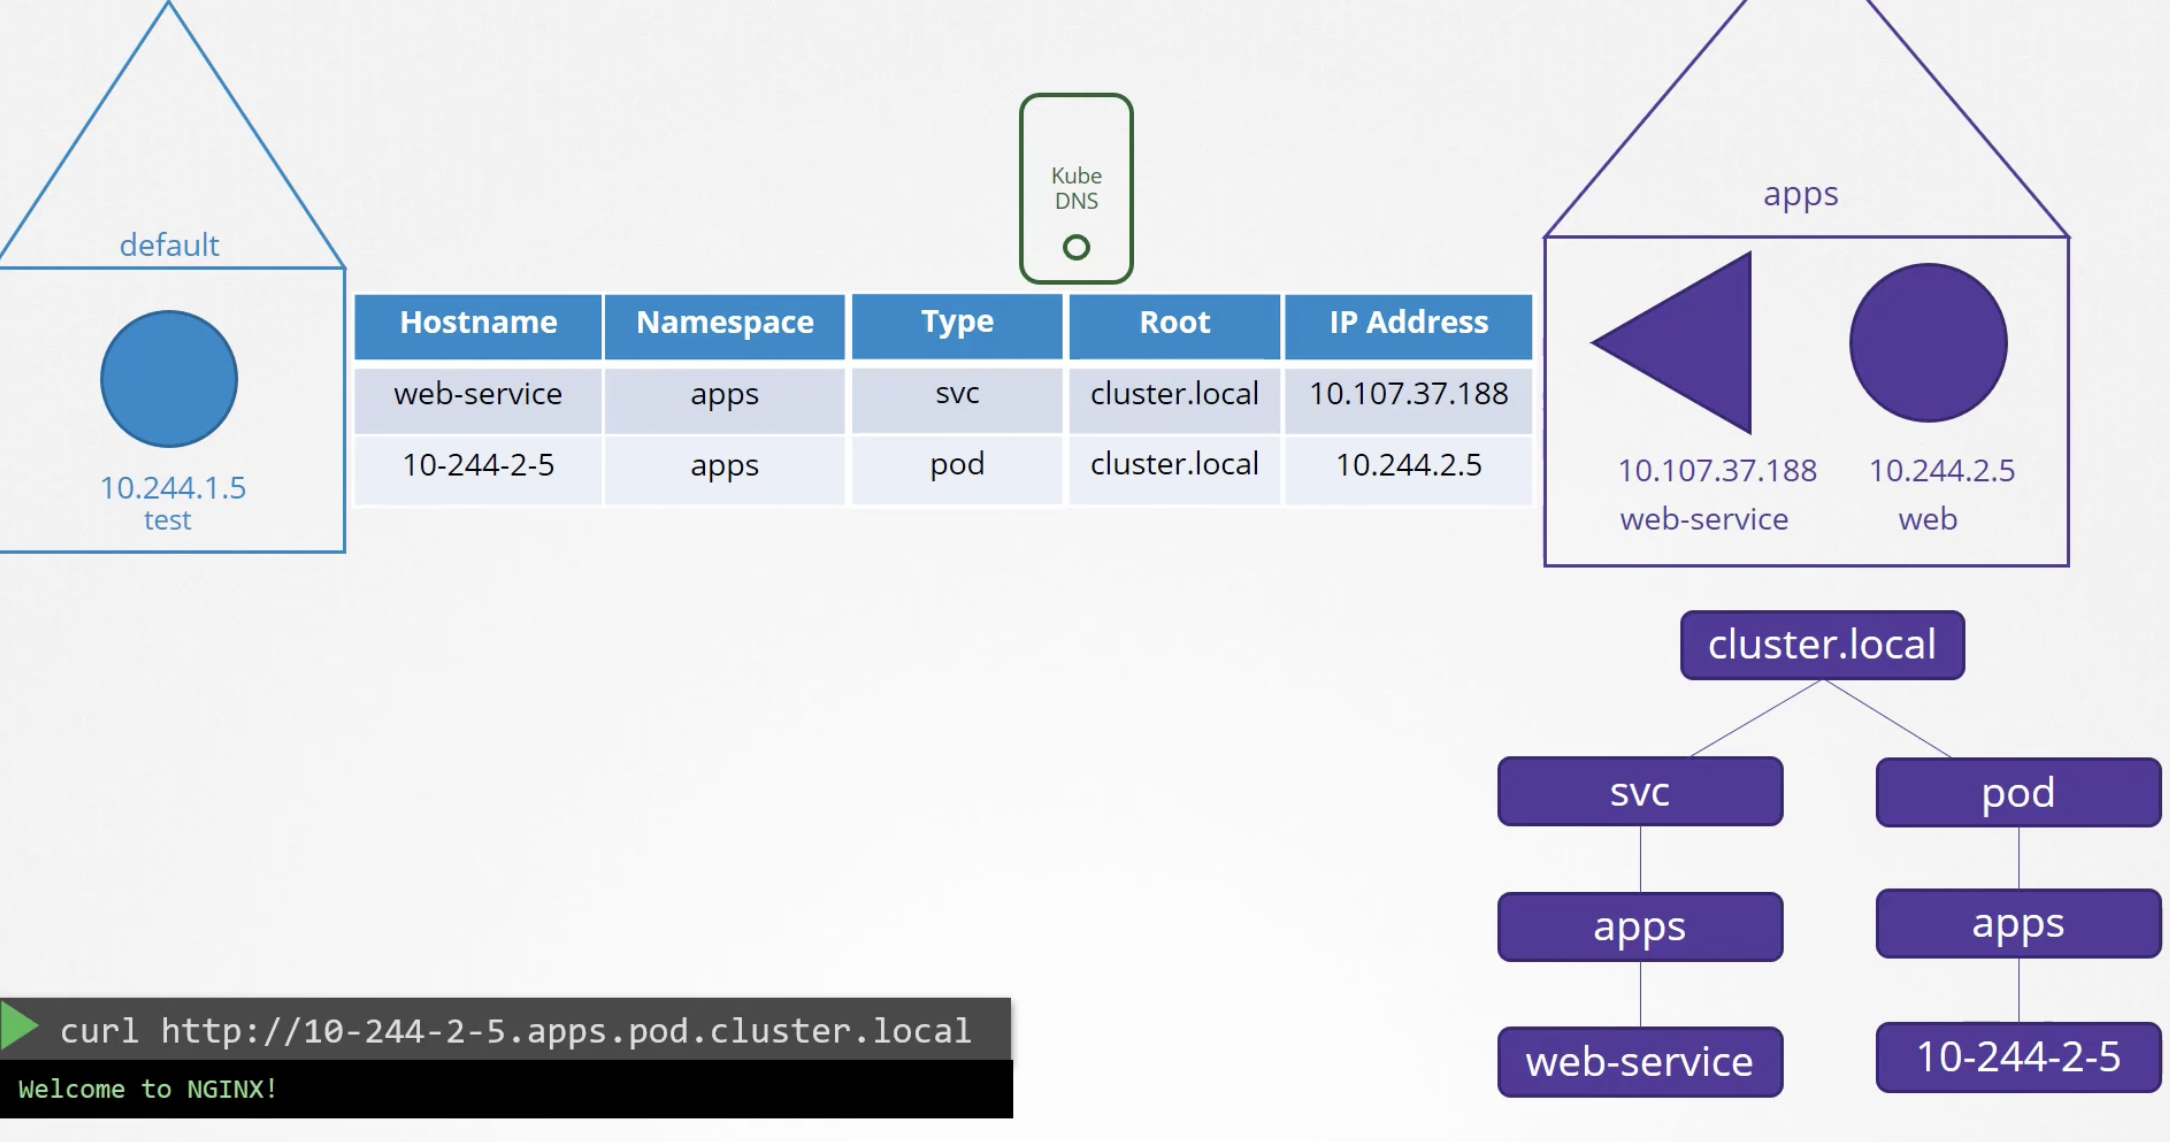 default
10.244.1.5
test
Kube
DNS
Hostname Namespace Type Root IP Address
web-service apps svc cluster.local 10.107.37.188
10-244-2-5 apps pod cluster.local 10.244.2.5
apps
10.107.37.188 10.244.2.5
web-service web
cluster.local
svc pod
apps apps
web-service 10-244-2-5
curl http://10-244-2-5.apps.pod.cluster.local
Welcome to NGINX!